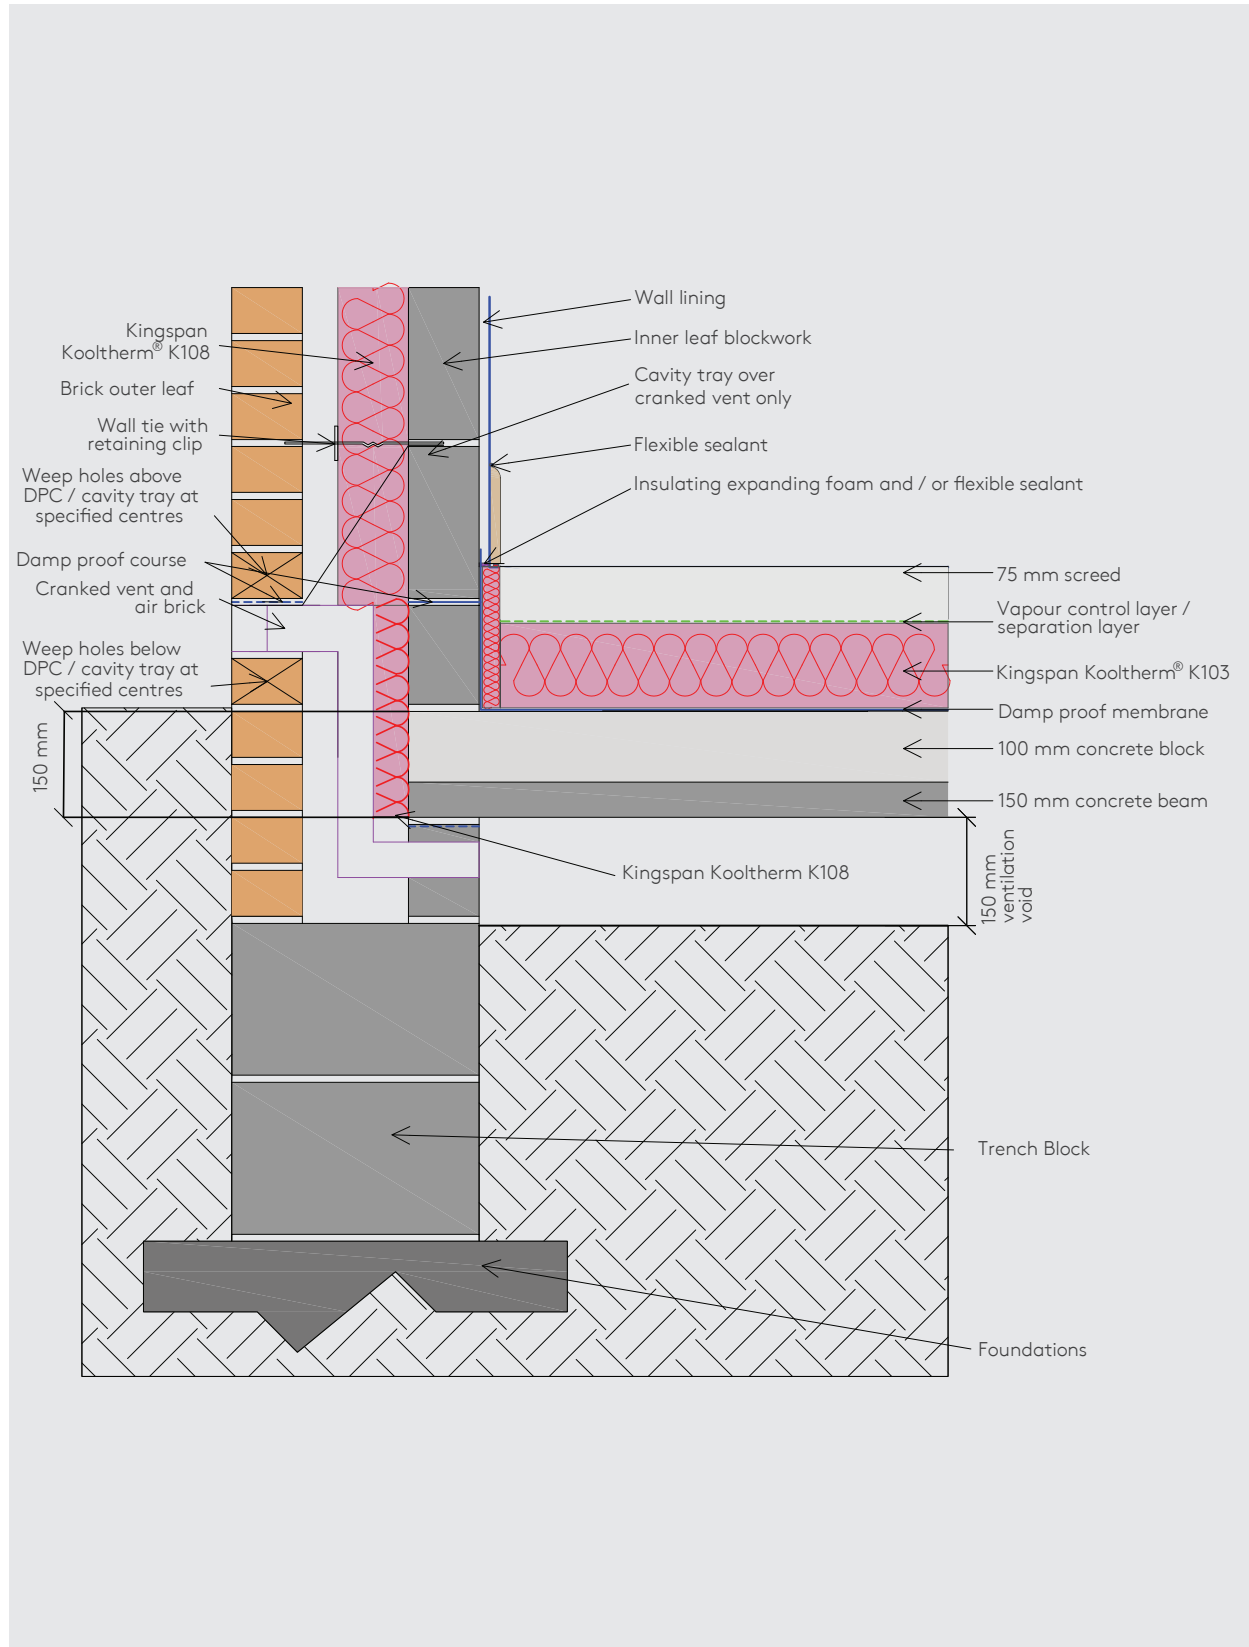 Kingspan
Kooltherm® K108
Brick outer leaf
Wall tie with
retaining clip
Weep holes above
DPC / cavity tray at
specified centres
Damp proof course
Cranked vent and
air brick
Weep holes below
DPC / cavity tray at
specified centres
150 mm
Wall lining
Inner leaf blockwork
Cavity tray over
cranked vent only
Flexible sealant
Insulating expanding foam and / or flexible sealant
75 mm screed
Vapour control layer /
separation layer
Kingspan Kooltherm® K103
Damp proof membrane
100 mm concrete block
150 mm concrete beam
Kingspan Kooltherm K108
150 mm
ventilation
void
Trench Block
Foundations